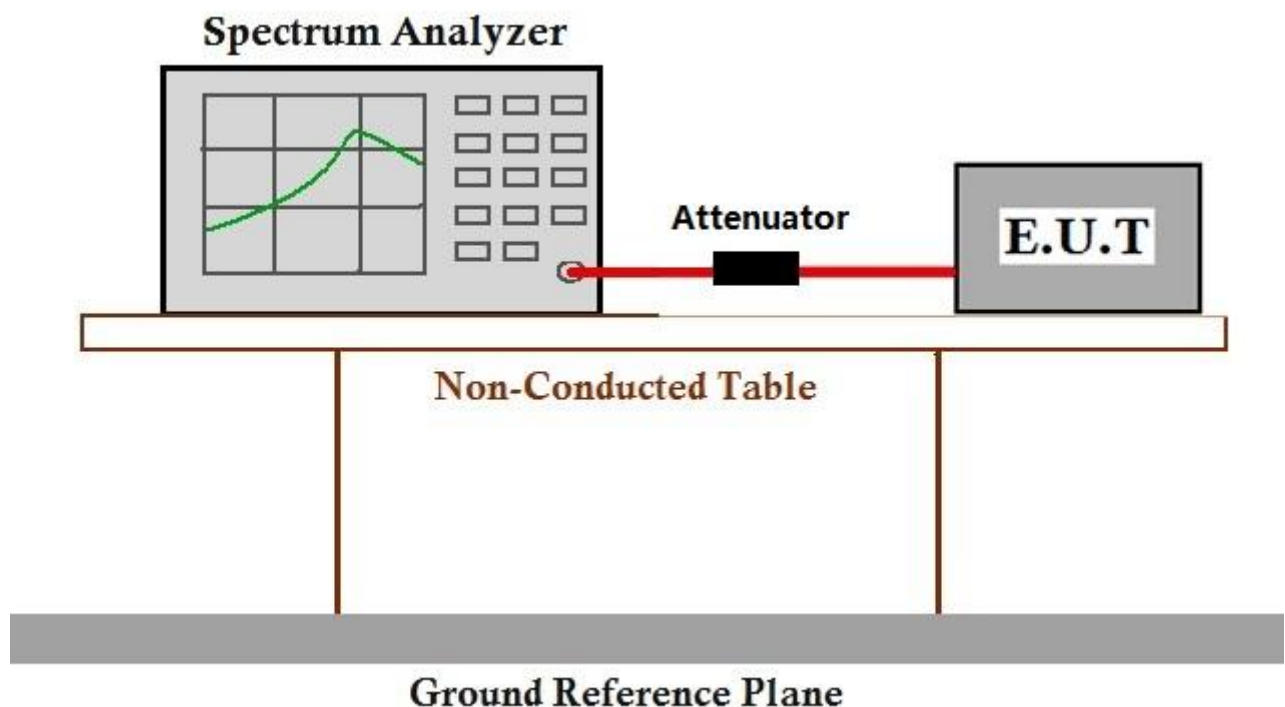 Spectrum Analyzer
Attenuator
E.U.T
Non-Conducted Table
Ground Reference Plane